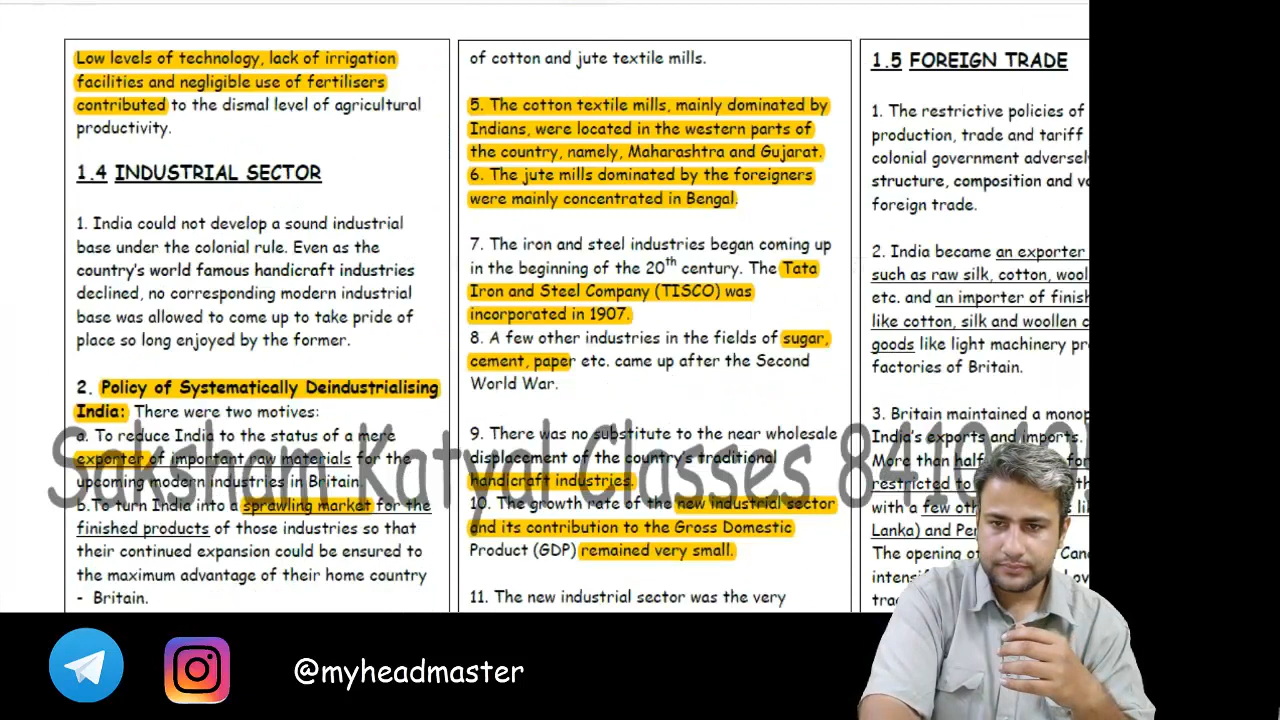 Low levels of technology, lack of irrigation
facilities and negligible use of fertilisers
contributed to the dismal level of agricultural
productivity.
1.4 INDUSTRIAL SECTOR
1. India could not develop a sound industrial
base under the colonial rule. Even as the
country's world famous handicraft industries
declined, no corresponding modern industrial
base was allowed to come up to take pride of
place so long enjoyed by the former.
2. Policy of Systematically Deindustrialising
India: There were two motives:
a. To reduce India to the status of a mere
exporter of important raw materials for the
upcoming modern industries in Britain.
b.To turn India into a sprawling market for the
finished products of those industries so that
their continued expansion could be ensured to
the maximum advantage of their home country
- Britain.
of cotton and jute textile mills.
5. The cotton textile mills, mainly dominated by
Indians, were located in the western parts of
the country, namely, Maharashtra and Gujarat.
6. The jute mills dominated by the foreigners
were mainly concentrated in Bengal.
7. The iron and steel industries began coming up
in the beginning of the 20th century. The Tata
Iron and Steel Company (TISCO) was
incorporated in 1907.
8. A few other industries in the fields of sugar,
cement, paper etc. came up after the Second
World War.
9. There was no substitute to the near wholesale
displacement of the country's traditional
handicraft industries.
10. The growth rate of the new industrial sector
and its contribution to the Gross Domestic
Product (GDP) remained very small.
11. The new industrial sector was the very
1.5 FOREIGN TRADE
1. The restrictive policies of
production, trade and tariff
colonial government
structure, composition and
foreign trade.
2. India became an exporter
such as raw silk, cotton,
etc. and an importer of
like cotton, silk and woollen
goods like light machinery
factories of Britain.
3. Britain maintained a
India's exports and imports.
More than half
restricted to
with a few
Lanka) and
The opening of
Saksham Katyal Classes
@myheadmaster